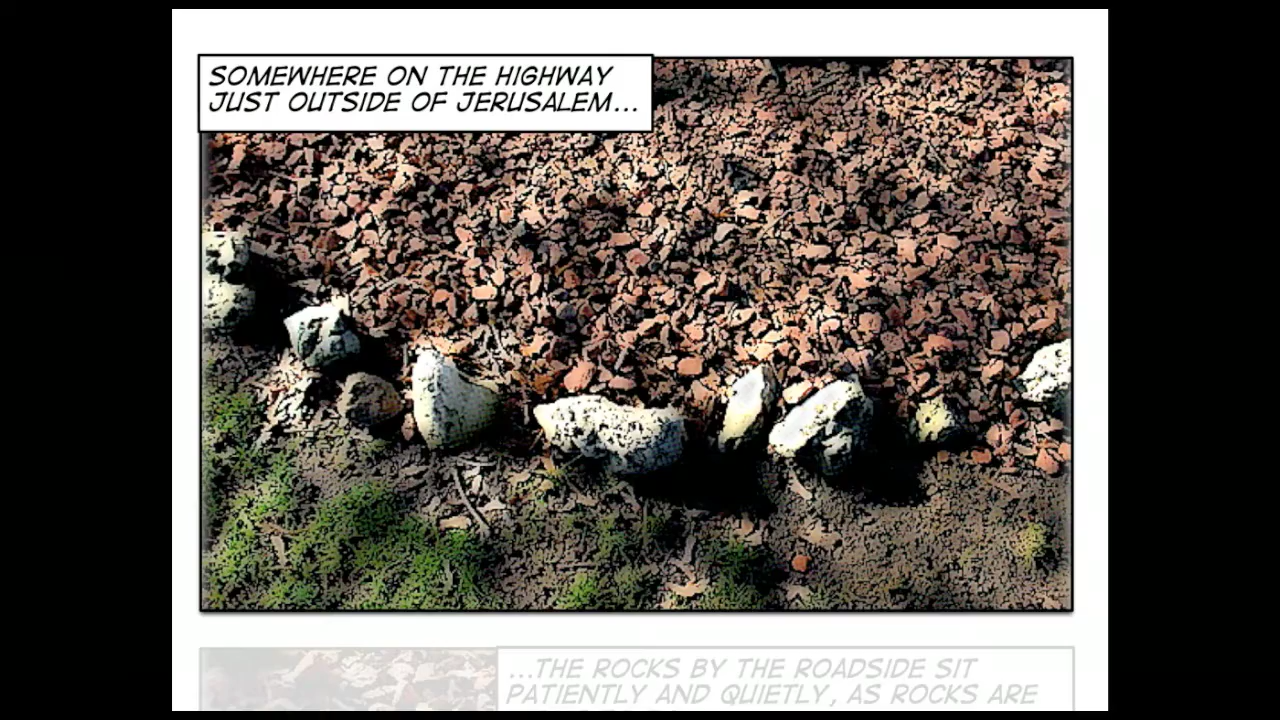 SOMEWHERE ON THE HIGHWAY
JUST OUTSIDE OF JERUSALEM...
...THE ROCKS BY THE ROADSIDE SIT
PATIENTLY AND QUIETLY, AS ROCKS ARE